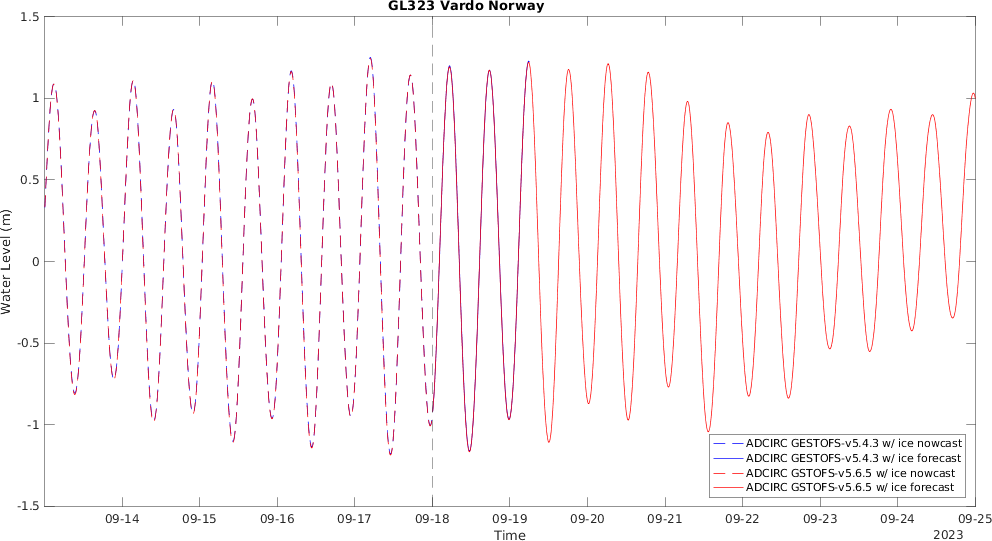 GL323 Vardo Norway
1.5
1
0.5
0
-0.5
-1
-1.5
Water Level (m)
ADCIRC GESTOFS-v5.4.3 w/ ice nowcast
ADCIRC GESTOFS-v5.4.3 w/ ice forecast
ADCIRC GSTOFS-v5.6.5 w/ ice nowcast
ADCIRC GSTOFS-v5.6.5 w/ ice forecast
09-14 09-15 09-16 09-17 09-18 09-19 09-20 09-21 09-22 09-23 09-24 09-25
Time
2023